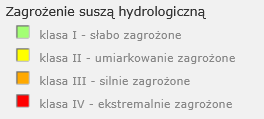 Zagrożenie suszą hydrologiczną
klasa I - słabo zagrożone
klasa II - umiarkowanie zagrożone
klasa III - silnie zagrożone
klasa IV - ekstremalnie zagrożone